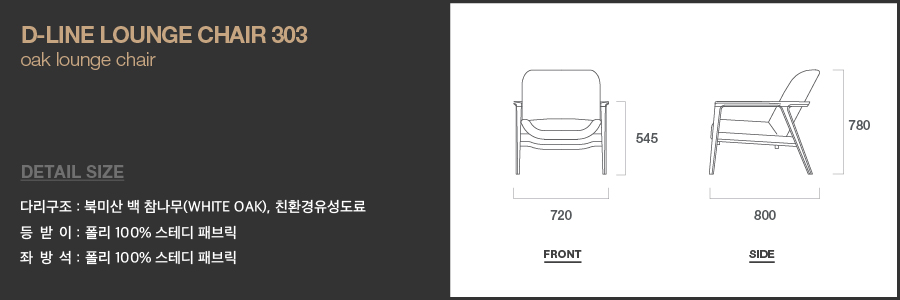 D-LINE LOUNGE CHAIR 303
oak lounge chair
DETAIL SIZE
다리구조 : 북미산 백 참나무(WHITE OAK), 친환경유성도료
등 받 이 : 폴리 100% 스테디 패브릭
좌 방 석 : 폴리 100% 스테디 패브릭
545
780
720
800
FRONT
SIDE